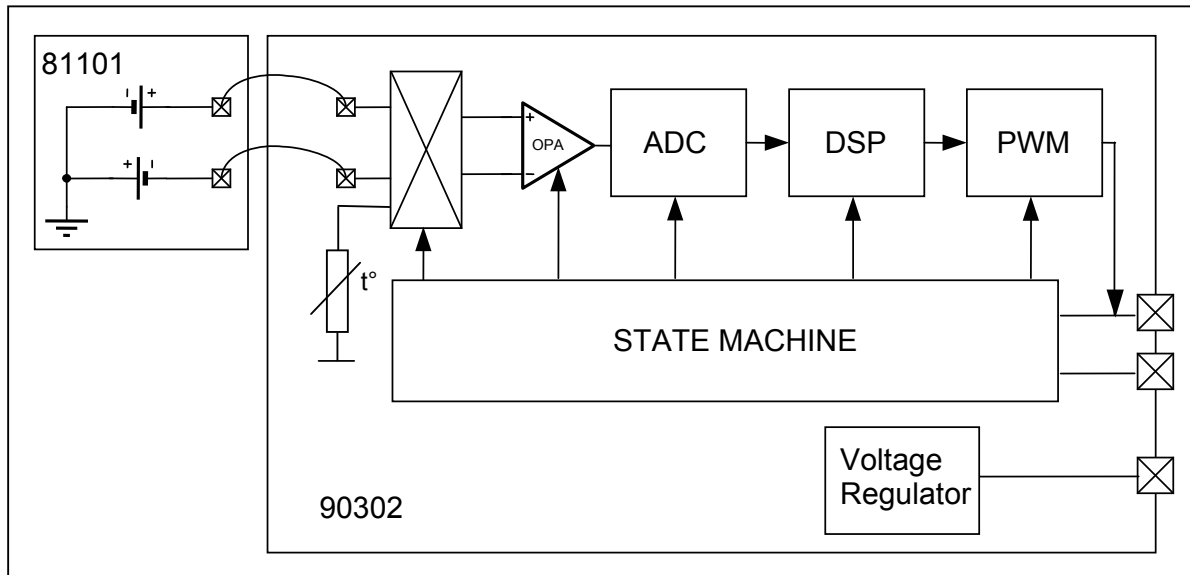 81101
- +
+ -
+
OPA
-
ADC
DSP
PWM
t°
STATE MACHINE
Voltage
Regulator
90302